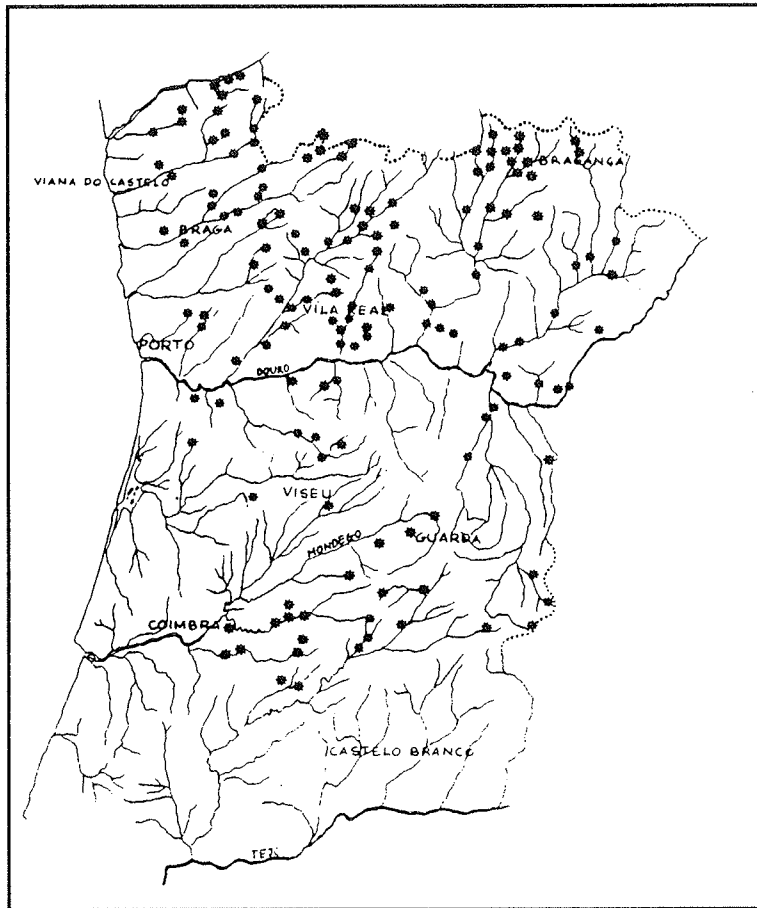 BRAGANÇA
VIANA DO CASTELO
BRAGA
VILA REAL
PORTO
DOURO
VISEU
GUARDA
MONDEGO
COIMBRA
CASTELO BRANCO
TEJO